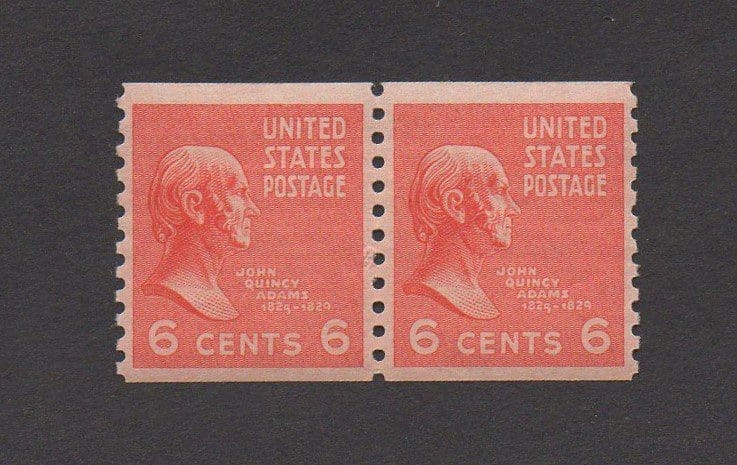 UNITED
STATES
POSTAGE
JOHN
QUINCY
ADAMS
1825-1829
6 CENTS 6
UNITED
STATES
POSTAGE
JOHN
QUINCY
ADAMS
1825-1829
6 CENTS 6